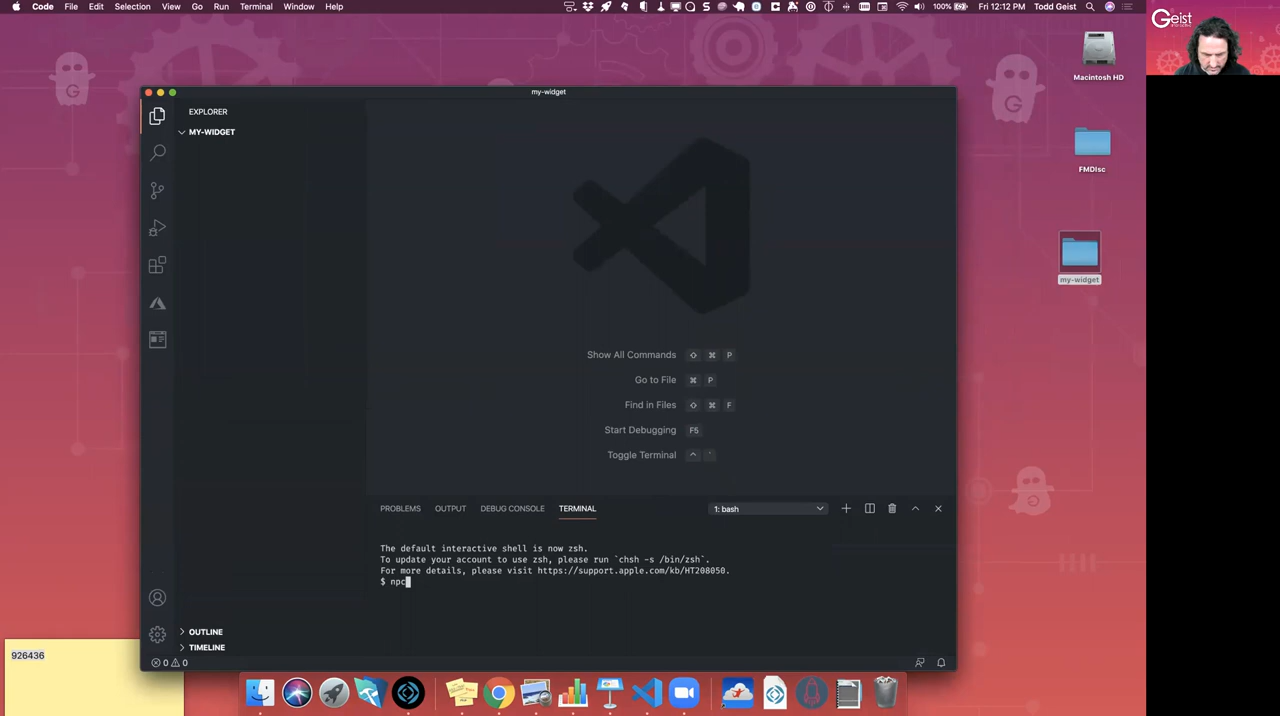 Code File Edit Selection View Go Run Terminal Window Help 100% Fri 12:12 PM Todd Geist
Geist
Macintosh HD
my-widget
EXPLORER
MY-WIDGET
FMDIsc
my-widget
Show All Commands ⇧ ⌘ P
Go to File ⌘ P
Find in Files ⇧ ⌘ F
Start Debugging F5
Toggle Terminal ^ `
PROBLEMS OUTPUT DEBUG CONSOLE TERMINAL 1: bash
The default interactive shell is now zsh.
To update your account to use zsh, please run `chsh -s /bin/zsh`.
For more details, please visit https://support.apple.com/kb/HT208050.
$ npc
OUTLINE
TIMELINE
926436
0 0